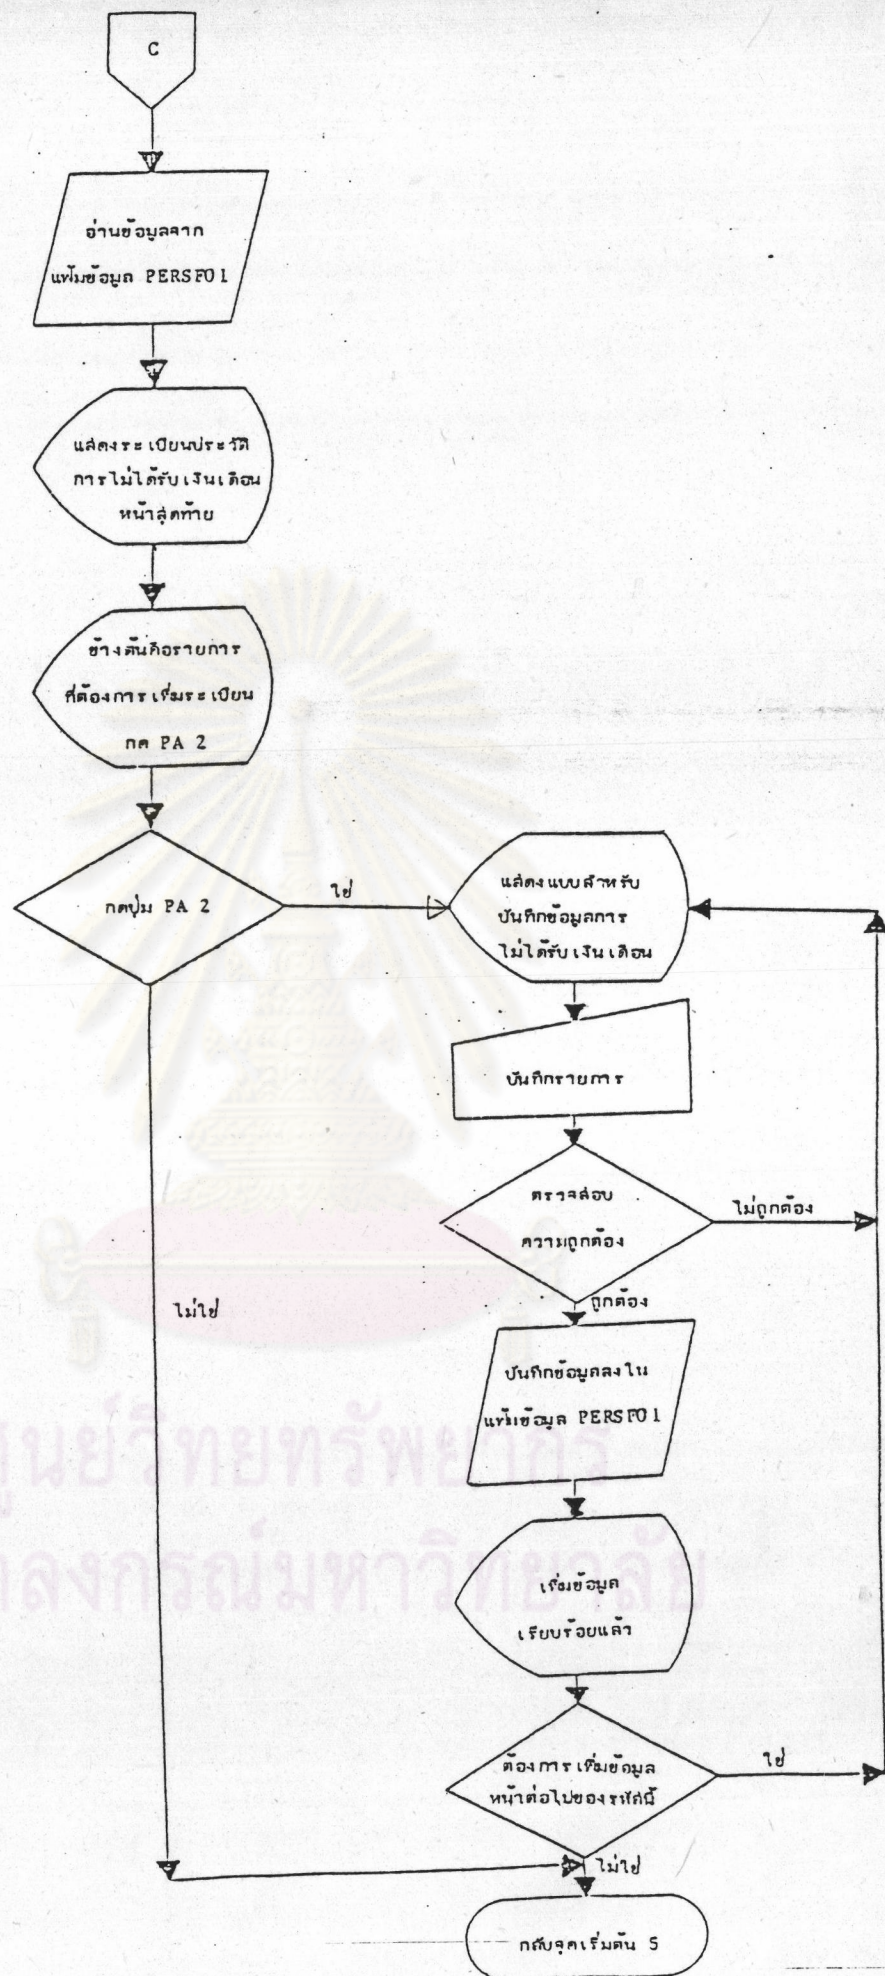 C
อ่านข้อมูลจาก
แฟ้มข้อมูล PERSF01
แสดงระเบียนประวัติ
การไม่ได้รับเงินเดือน
หน้าสุดท้าย
ข้างต้นคือรายการ
ที่ต้องการเพิ่มระเบียน
กด PA 2
กดปุ่ม PA 2
ใช่
แสดงแบบสำหรับ
บันทึกข้อมูลการ
ไม่ได้รับเงินเดือน
บันทึกรายการ
ตรวจสอบ
ความถูกต้อง
ไม่ถูกต้อง
ถูกต้อง
ไม่ใช่
บันทึกข้อมูลลงใน
แฟ้มข้อมูล PERSF01
เพิ่มข้อมูล
เรียบร้อยแล้ว
ต้องการเพิ่มข้อมูล
หน้าต่อไปของรหัสนี้
ใช่
ไม่ใช่
กลับจุดเริ่มต้น S
ศูนย์วิทยทรัพยากร
ลงกรณ์มหาวิทยาลัย